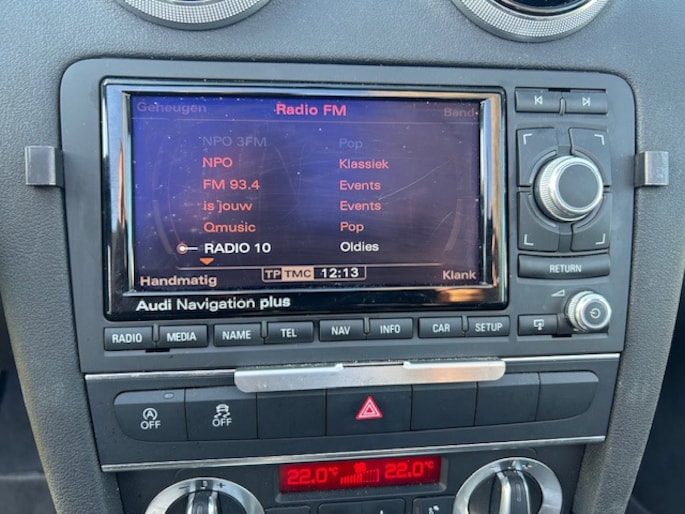 Geheugen Radio FM Band
NPO 3FM Pop
NPO Klassiek
FM 93.4 Events
is jouw Events
Qmusic Pop
RADIO 10 Oldies
TP TMC 12:13
Handmatig Klank
Audi Navigation plus
RETURN
RADIO MEDIA NAME TEL NAV INFO CAR SETUP
OFF OFF
22.0°C 22.0°C